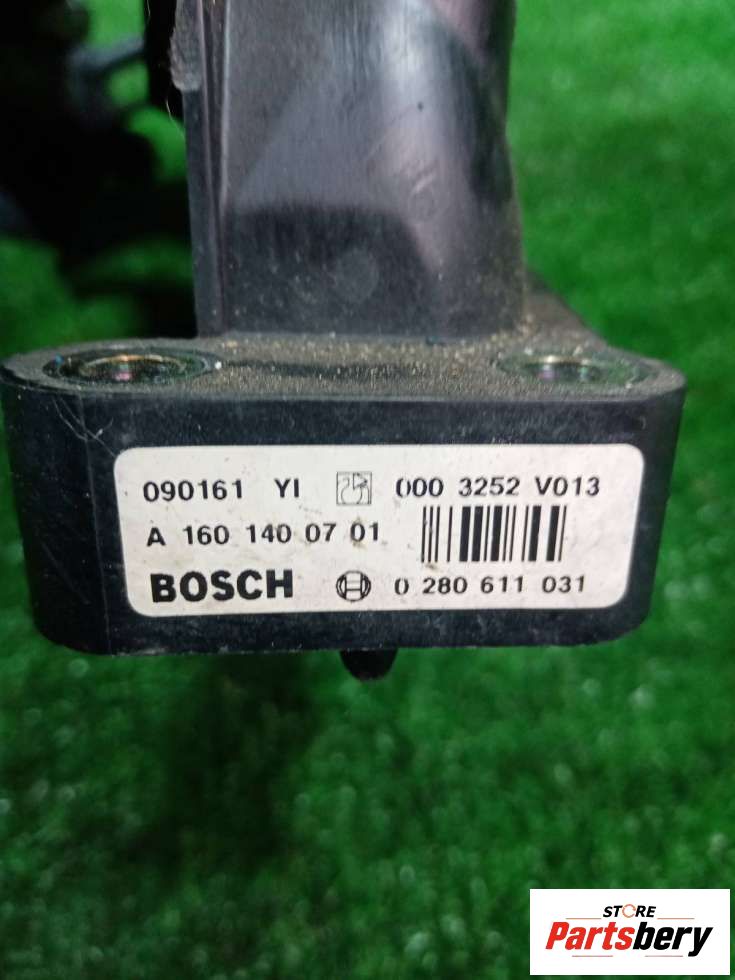 090161 YI 000 3252 V013
A 160 140 07 01
BOSCH 0 280 611 031
STORE
Partsbery